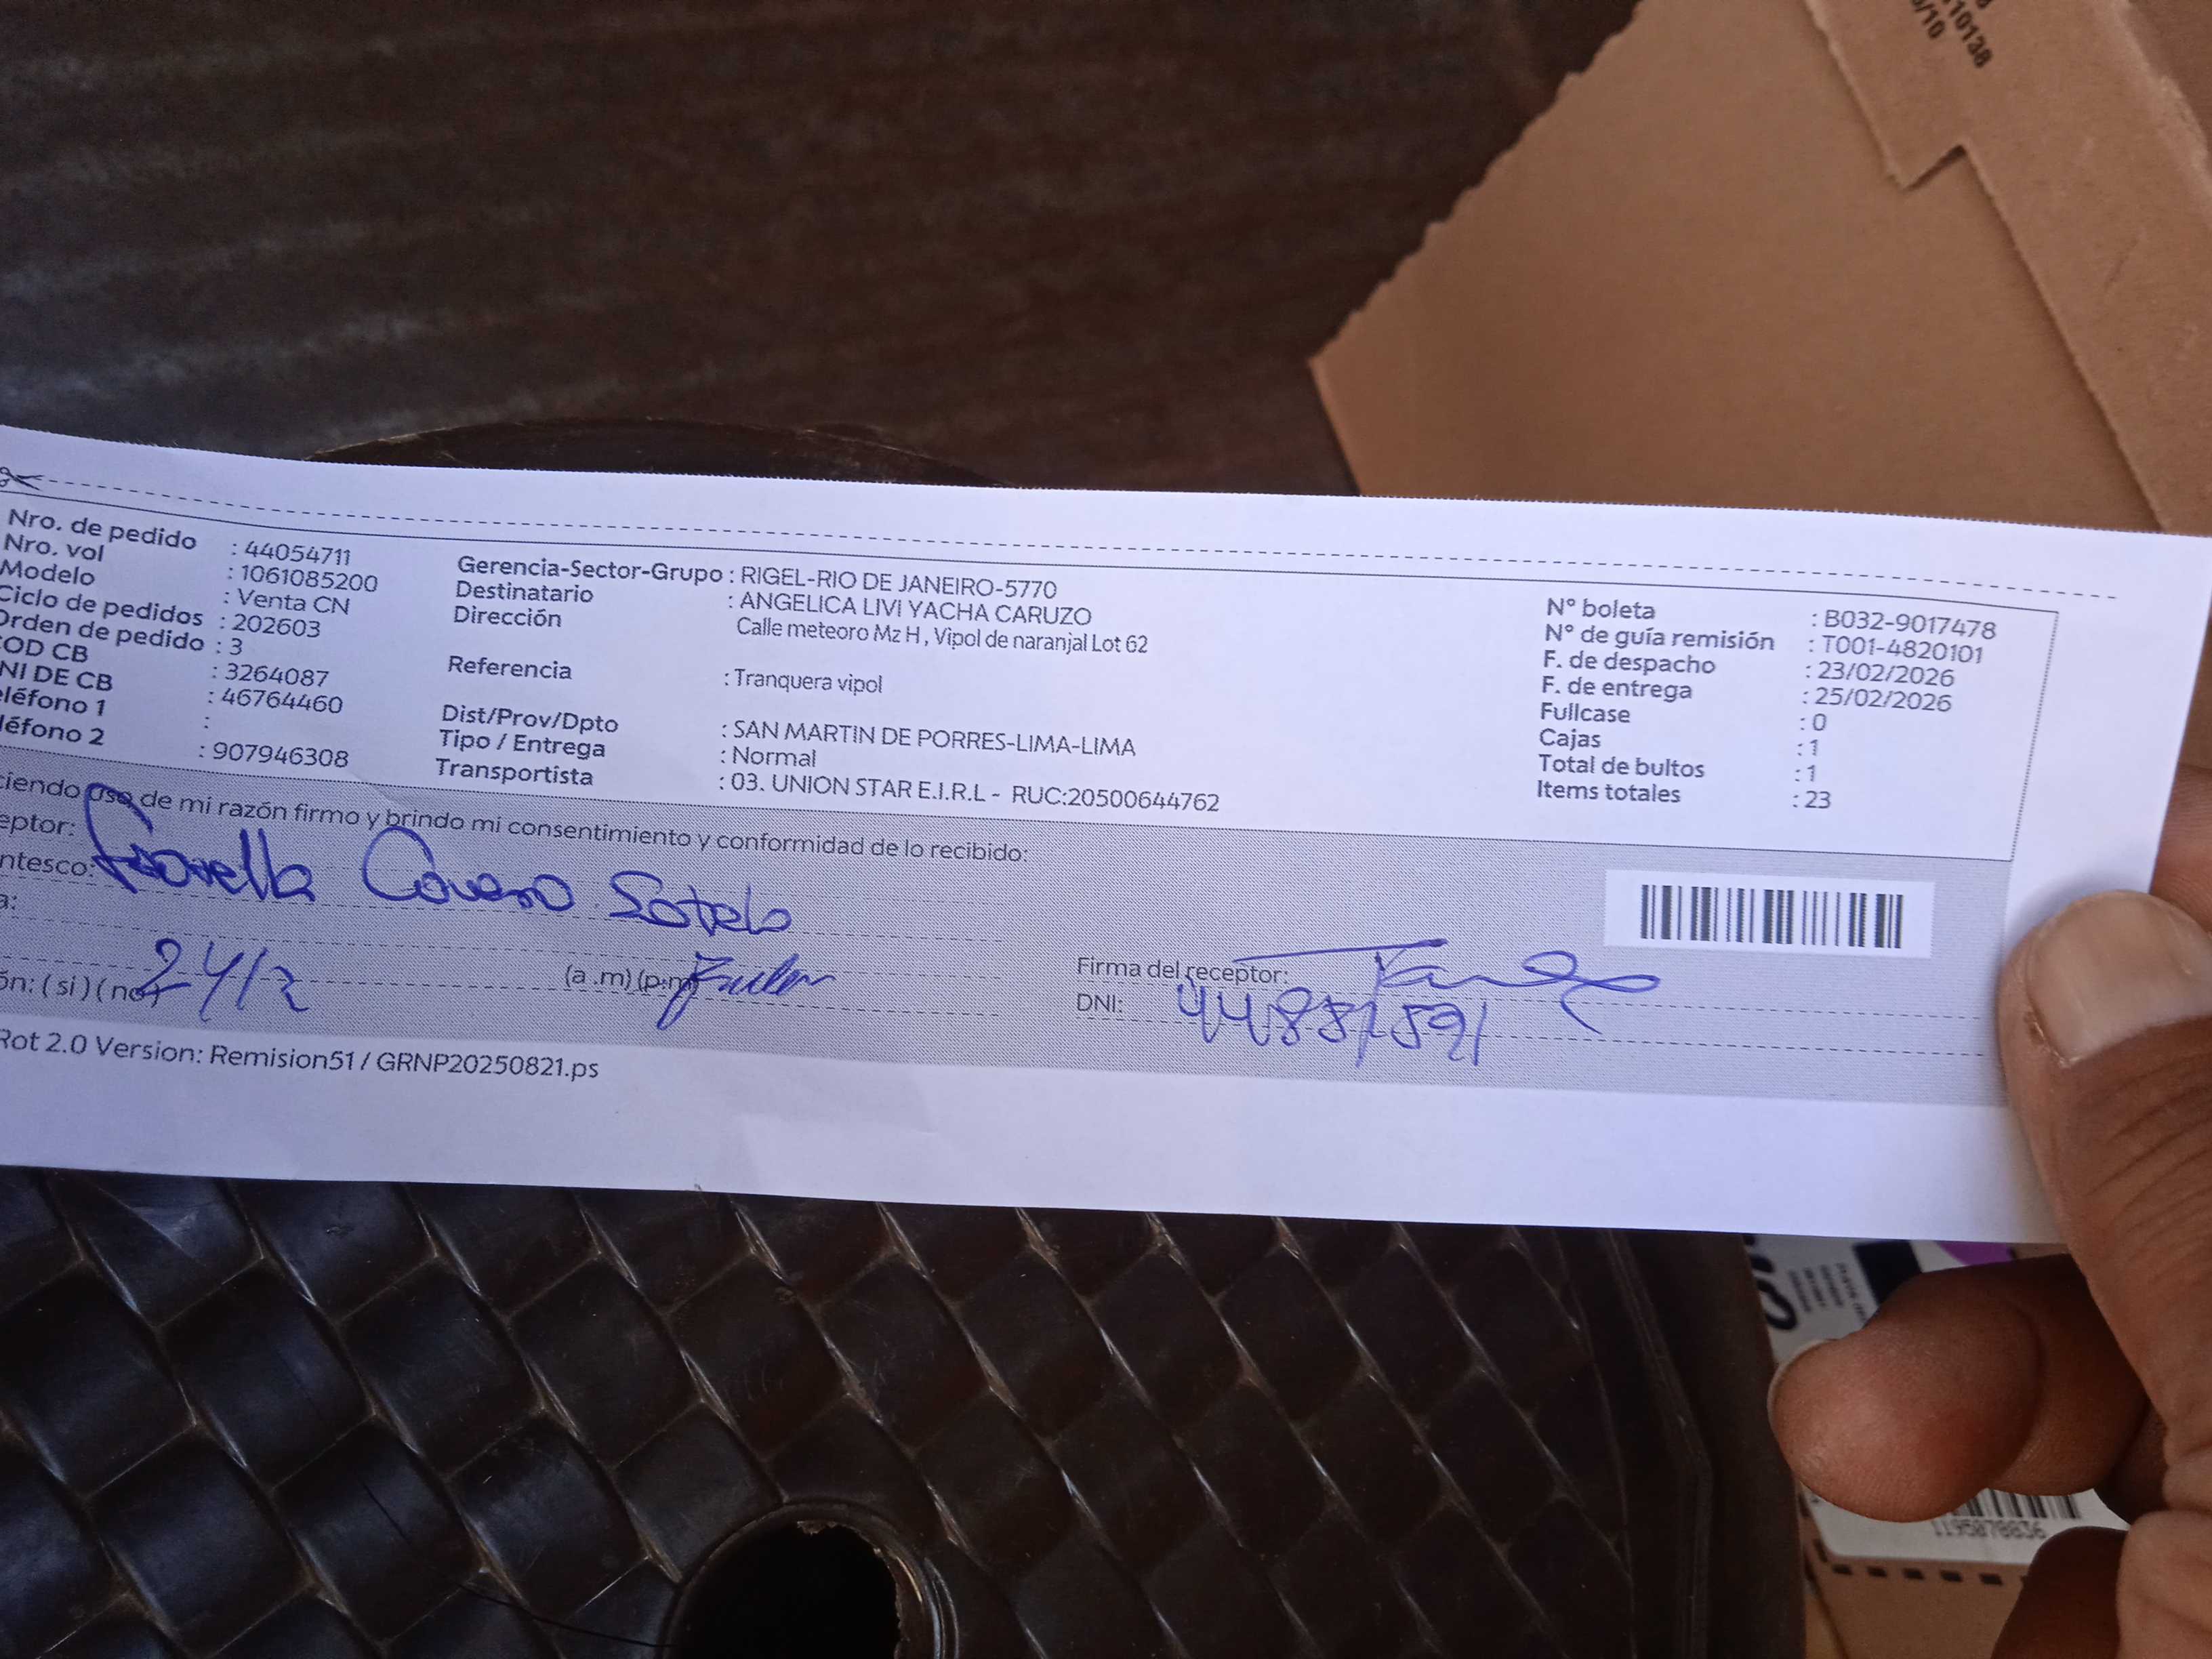 Nro. de pedido : 44054711
Nro. vol : 1061085200
Modelo : Venta CN
Ciclo de pedidos : 202603
Orden de pedido : 3
COD CB : 3264087
NI DE CB : 46764460
eléfono 1 :
léfono 2 : 907946308
Gerencia-Sector-Grupo : RIGEL-RIO DE JANEIRO-5770
Destinatario : ANGELICA LIVI YACHA CARUZO
Dirección Calle meteoro Mz H , Vipol de naranjal Lot 62
Referencia : Tranquera vipol
Dist/Prov/Dpto : SAN MARTIN DE PORRES-LIMA-LIMA
Tipo / Entrega : Normal
Transportista : 03. UNION STAR E.I.R.L - RUC:20500644762
N° boleta : B032-9017478
N° de guía remisión : T001-4820101
F. de despacho : 23/02/2026
F. de entrega : 25/02/2026
Fullcase : 0
Cajas : 1
Total de bultos : 1
Items totales : 23
ciendo uso de mi razón firmo y brindo mi consentimiento y conformidad de lo recibido:
eptor:
ntesco: Sotelo
a:
ón: ( si ) ( no) 24/2 (a .m) (p.m)
Firma del receptor:
DNI:
Rot 2.0 Version: Remision51 / GRNP20250821.ps
10138
/10